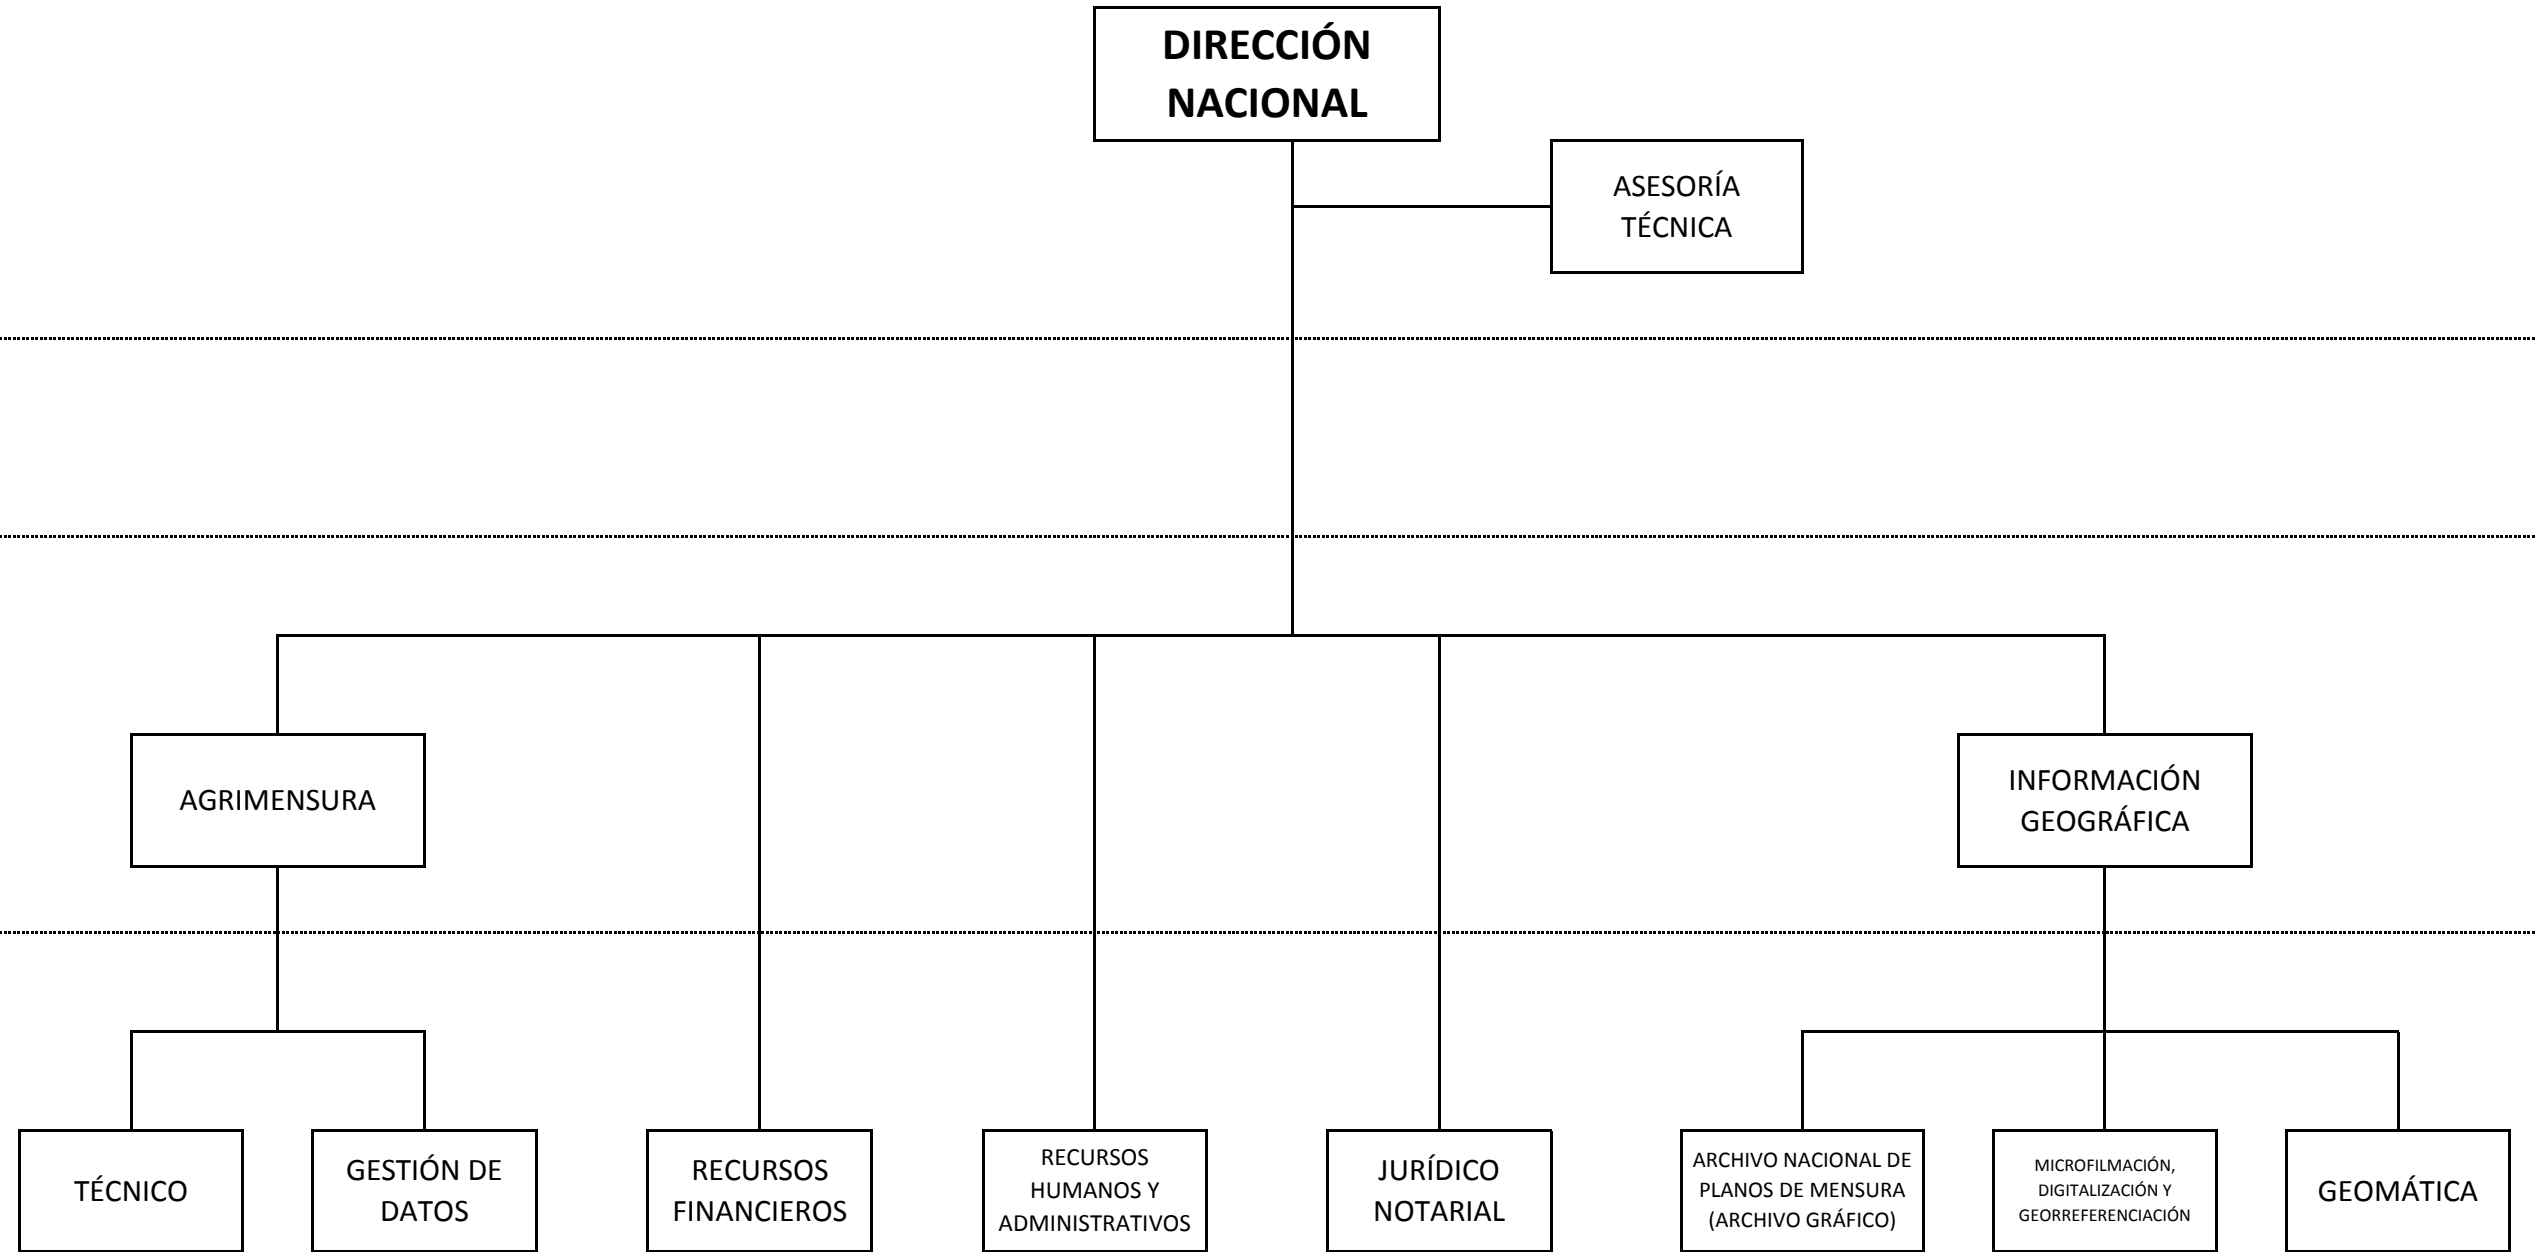 DIRECCIÓN
NACIONAL
ASESORÍA
TÉCNICA
AGRIMENSURA
INFORMACIÓN
GEOGRÁFICA
TÉCNICO
GESTIÓN DE
DATOS
RECURSOS
FINANCIEROS
RECURSOS
HUMANOS Y
ADMINISTRATIVOS
JURÍDICO
NOTARIAL
ARCHIVO NACIONAL DE
PLANOS DE MENSURA
(ARCHIVO GRÁFICO)
MICROFILMACIÓN,
DIGITALIZACIÓN Y
GEORREFERENCIACIÓN
GEOMÁTICA